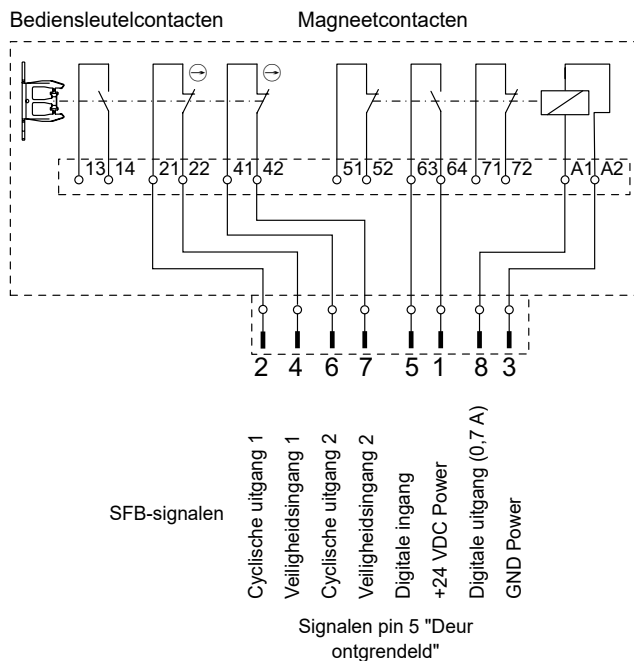 Bediensleutelcontacten Magneetcontacten
13 14 21 22 41 42 51 52 63 64 71 72 A1 A2
2 4 6 7 5 1 8 3
SFB-signalen
Cyclische uitgang 1
Veiligheidsingang 1
Cyclische uitgang 2
Veiligheidsingang 2
Digitale ingang
+24 VDC Power
Digitale uitgang (0,7 A)
GND Power
Signalen pin 5 "Deur
ontgrendeld"